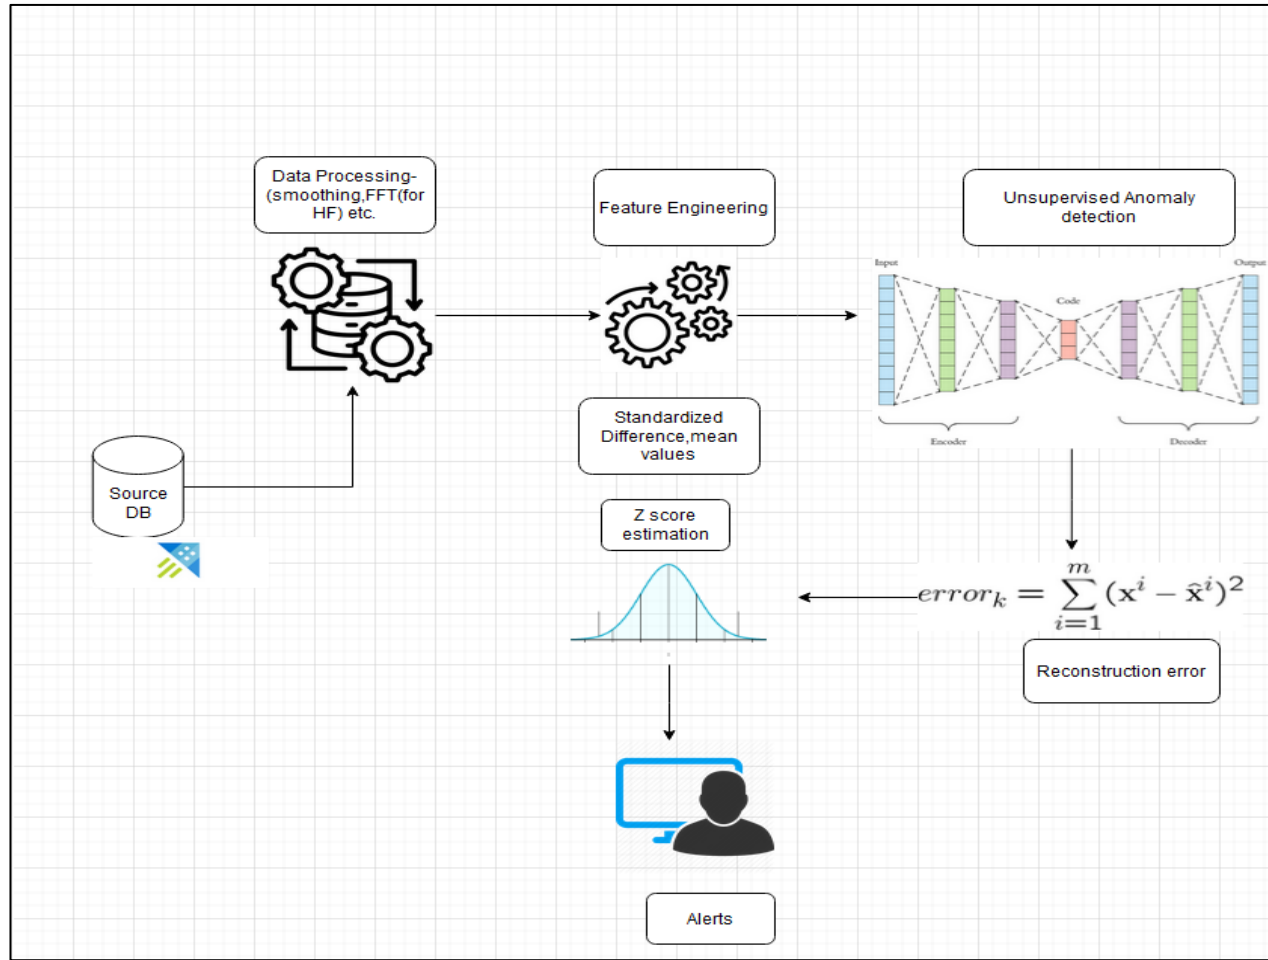 Data Processing-
(smoothing,FFT(for
HF) etc.
Feature Engineering
Unsupervised Anomaly
detection
Input
Output
Code
Encoder
Decoder
Standardized
Difference,mean
values
Source
DB
Z score
estimation
error_k = ∑_{i=1}^{m} (x^i − x̂^i)^2
Reconstruction error
Alerts